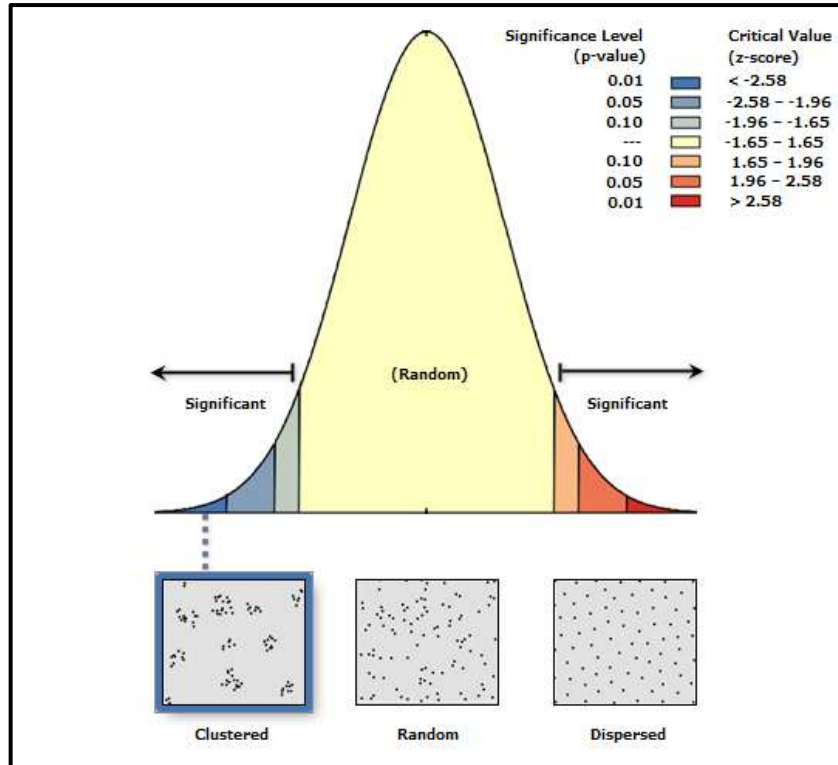 Significance Level Critical Value
(p-value) (z-score)
0.01 < -2.58
0.05 -2.58 – -1.96
0.10 -1.96 – -1.65
--- -1.65 – 1.65
0.10 1.65 – 1.96
0.05 1.96 – 2.58
0.01 > 2.58
(Random)
Significant Significant
Clustered Random Dispersed